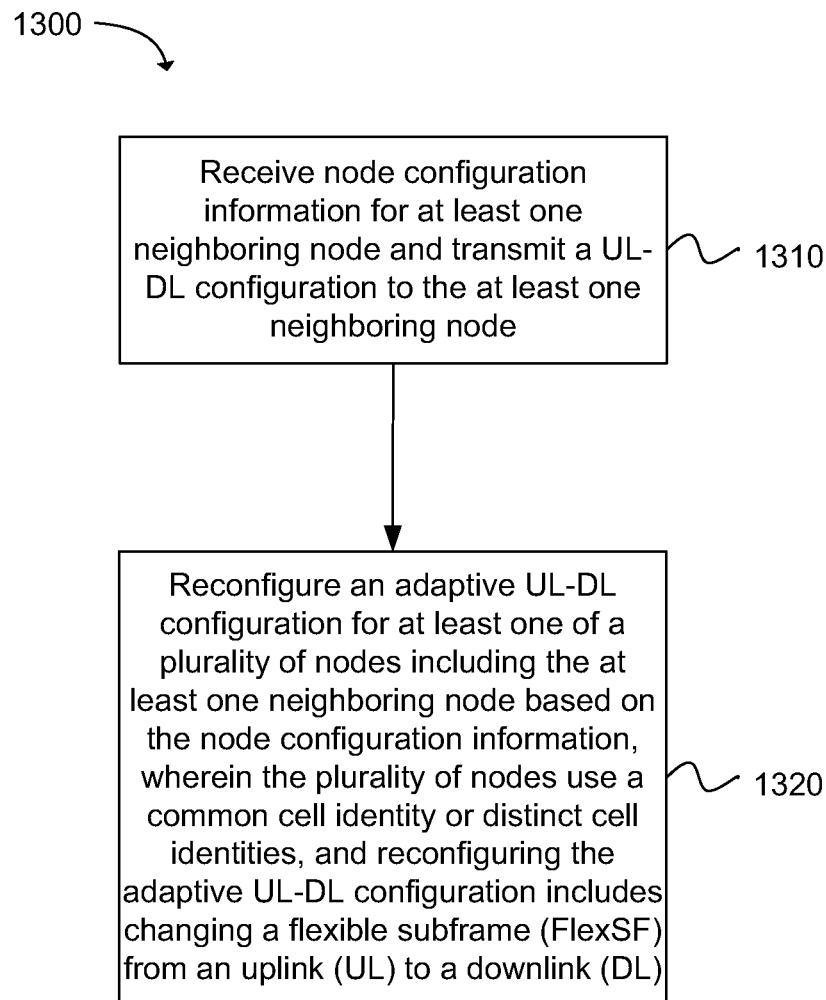 1300
Receive node configuration
information for at least one
neighboring node and transmit a UL-
DL configuration to the at least one
neighboring node
1310
Reconfigure an adaptive UL-DL
configuration for at least one of a
plurality of nodes including the at
least one neighboring node based on
the node configuration information,
wherein the plurality of nodes use a
common cell identity or distinct cell
identities, and reconfiguring the
adaptive UL-DL configuration includes
changing a flexible subframe (FlexSF)
from an uplink (UL) to a downlink (DL)
1320